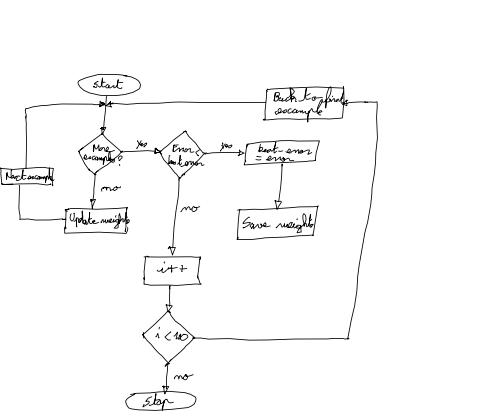 start
Back to first
example
More
examples?
yes
Error <
best error
yes
best-error
= error
Next example
no
Update weights
no
Save weights
i++
i < 100
no
stop